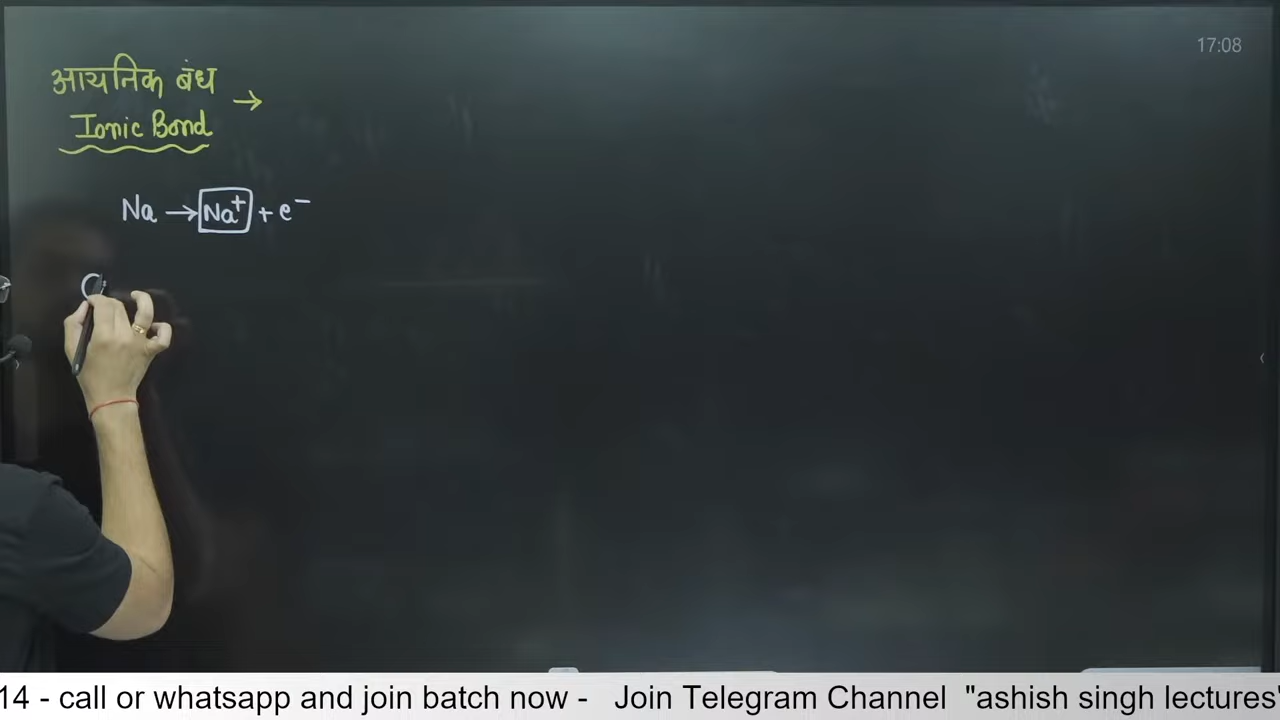 17:08
आयनिक बंध
Ionic Bond →
Na → Na⁺ + e⁻
14 - call or whatsapp and join batch now - Join Telegram Channel "ashish singh lectures"